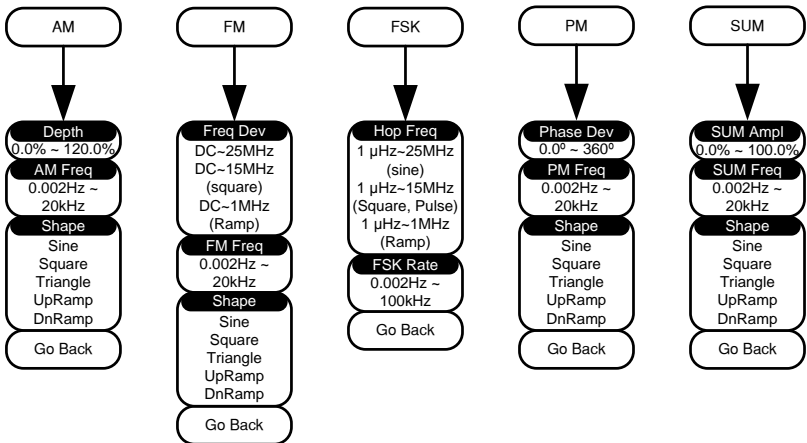 AM
Depth
0.0% ~ 120.0%
AM Freq
0.002Hz ~
20kHz
Shape
Sine
Square
Triangle
UpRamp
DnRamp
Go Back
FM
Freq Dev
DC~25MHz
DC~15MHz
(square)
DC~1MHz
(Ramp)
FM Freq
0.002Hz ~
20kHz
Shape
Sine
Square
Triangle
UpRamp
DnRamp
Go Back
FSK
Hop Freq
1 µHz~25MHz
(sine)
1 µHz~15MHz
(Square, Pulse)
1 µHz~1MHz
(Ramp)
FSK Rate
0.002Hz ~
100kHz
Go Back
PM
Phase Dev
0.0º ~ 360º
PM Freq
0.002Hz ~
20kHz
Shape
Sine
Square
Triangle
UpRamp
DnRamp
Go Back
SUM
SUM Ampl
0.0% ~ 100.0%
SUM Freq
0.002Hz ~
20kHz
Shape
Sine
Square
Triangle
UpRamp
DnRamp
Go Back